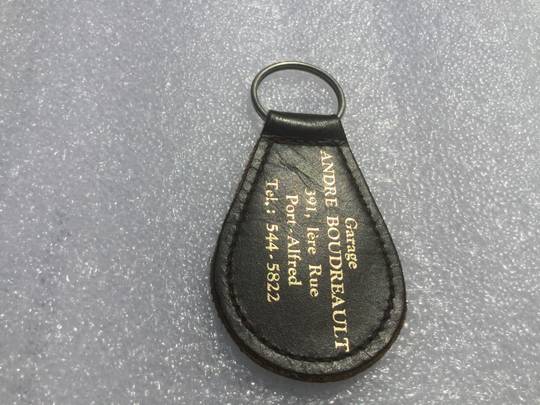 Garage
ANDRE BOUDREAULT
391, 1ère Rue
Port-Alfred
Tel.: 544-5822